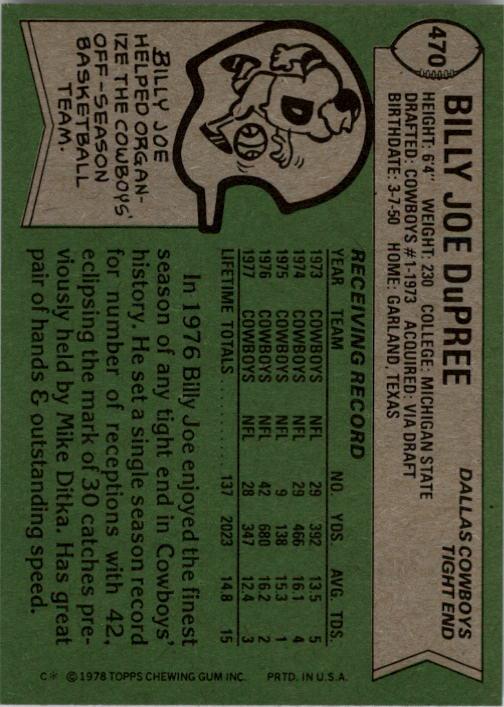 470
BILLY JOE DuPREE
DALLAS COWBOYS
TIGHT END
HEIGHT: 6'4" WEIGHT: 230 COLLEGE: MICHIGAN STATE
DRAFTED: COWBOYS #1-1973 ACQUIRED: VIA DRAFT
BIRTHDATE: 3-7-50 HOME: GARLAND, TEXAS
D
BILLY JOE
HELPED ORGAN-
IZE THE COWBOYS'
OFF-SEASON
BASKETBALL
TEAM.
RECEIVING RECORD
YEAR TEAM NO. YDS. AVG. TDS.
1973 COWBOYS NFL 29 392 13.5 5
1974 COWBOYS NFL 29 466 16.1 4
1975 COWBOYS NFL 9 138 15.3 1
1976 COWBOYS NFL 42 680 16.2 2
1977 COWBOYS NFL 28 347 12.4 3
LIFETIME TOTALS . . . . . . . 137 2023 14.8 15
In 1976 Billy Joe enjoyed the finest
season of any tight end in Cowboys'
history. He set a single season record
for number of receptions with 42,
eclipsing the mark of 30 catches pre-
viously held by Mike Ditka. Has great
pair of hands & outstanding speed.
C* © 1978 TOPPS CHEWING GUM INC. PRTD. IN U.S.A.